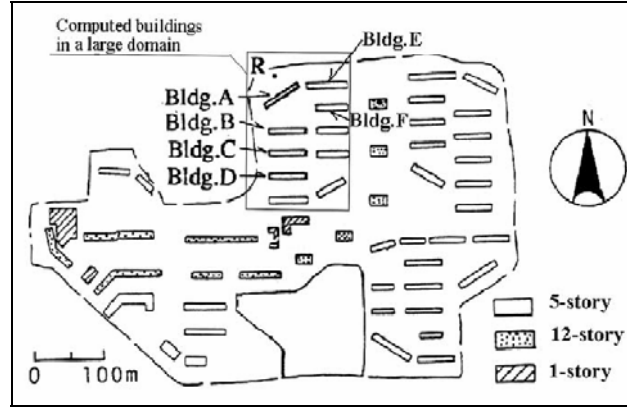 Computed buildings
in a large domain
R
Bldg.E
Bldg.A
Bldg.B
Bldg.F
Bldg.C
Bldg.D
N
5-story
12-story
1-story
0 100m